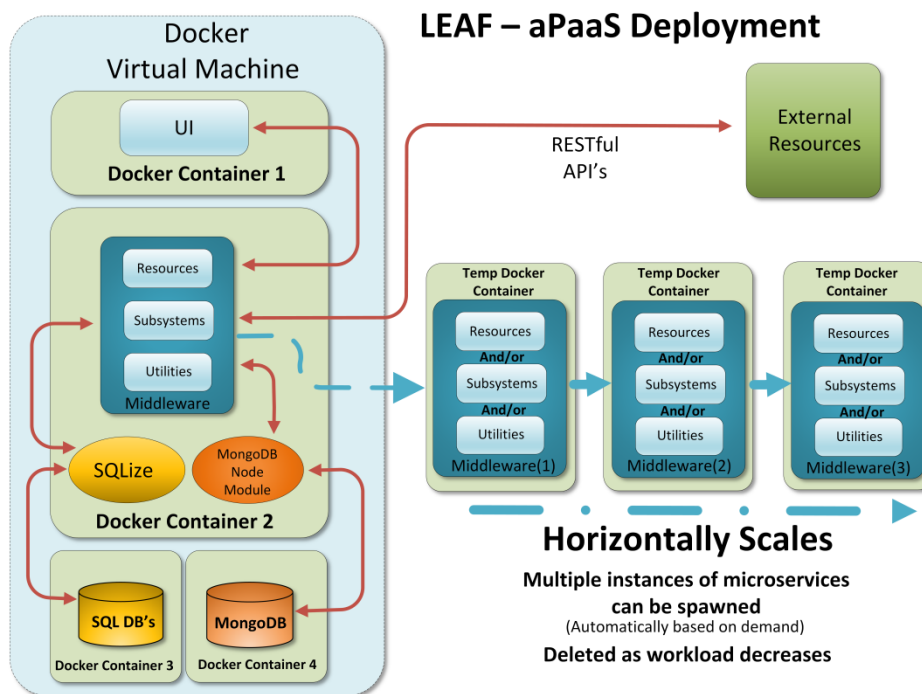 LEAF – aPaaS Deployment
Docker
Virtual Machine
UI
Docker Container 1
Resources
Subsystems
Utilities
Middleware
SQLize
MongoDB
Node
Module
Docker Container 2
SQL DB's
Docker Container 3
MongoDB
Docker Container 4
RESTful
API's
External
Resources
Temp Docker
Container
Resources
And/or
Subsystems
And/or
Utilities
Middleware(1)
Temp Docker
Container
Resources
And/or
Subsystems
And/or
Utilities
Middleware(2)
Temp Docker
Container
Resources
And/or
Subsystems
And/or
Utilities
Middleware(3)
Horizontally Scales
Multiple instances of microservices
can be spawned
(Automatically based on demand)
Deleted as workload decreases